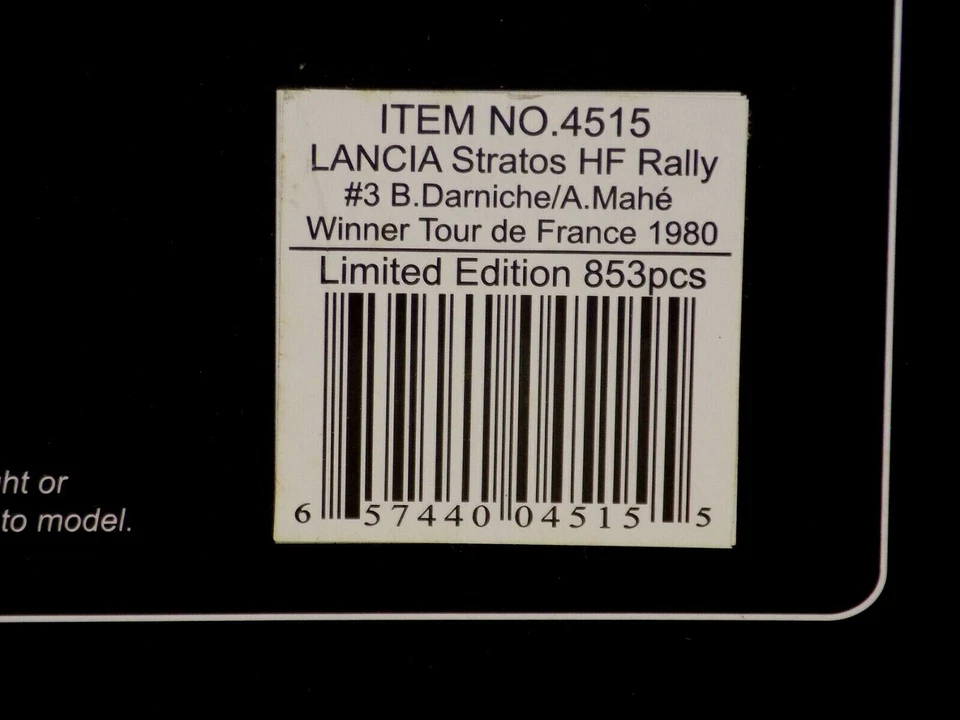 ITEM NO.4515
LANCIA Stratos HF Rally
#3 B.Darniche/A.Mahé
Winner Tour de France 1980
Limited Edition 853pcs
6 57440 04515 5
or
to model.